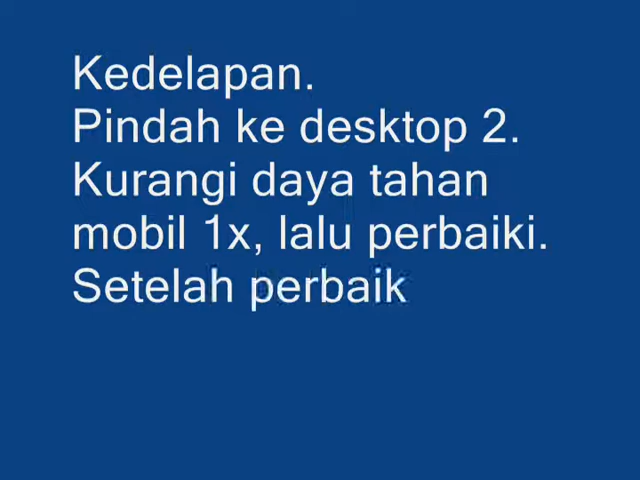 Kedelapan.
Pindah ke desktop 2.
Kurangi daya tahan
mobil 1x, lalu perbaiki.
Setelah perbaik